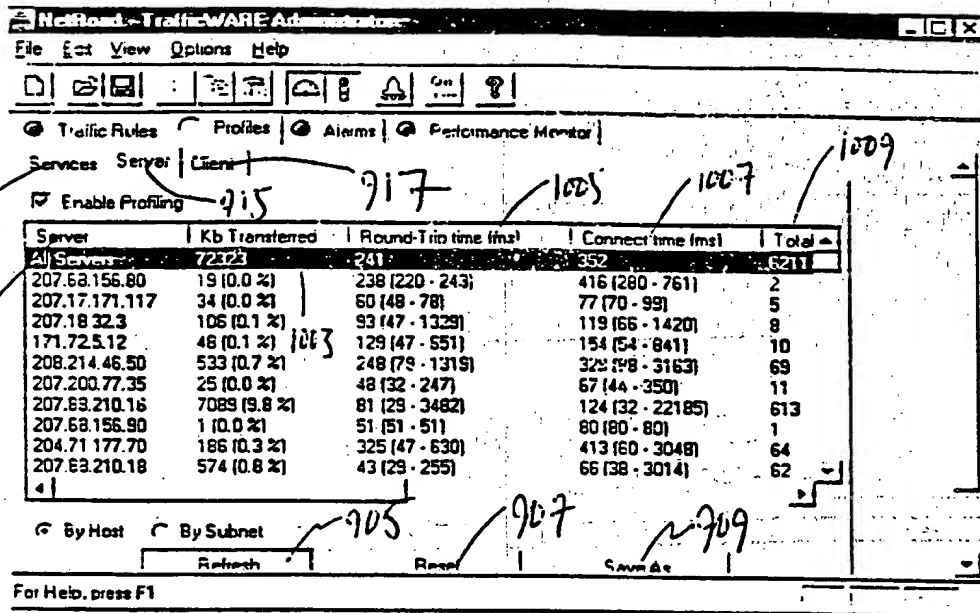 NetRoad - TrafficWARE Administrator
File Edit View Options Help
Traffic Rules Profiles Alarms Performance Monitor
1009
Services Server Client
1005 1007
Enable Profiling 915 917
Server Kb Transferred Round-Trip time (ms) Connect time (ms) Total
All Servers 72323 241 352 6211
207.68.156.80 19 (0.0 %) 238 (220 - 243) 416 (280 - 761) 2
207.17.171.117 34 (0.0 %) 60 (48 - 78) 77 (70 - 99) 5
207.18.32.3 106 (0.1 %) 93 (47 - 1329) 119 (66 - 1420) 8
171.72.5.12 48 (0.1 %) 1003 129 (47 - 551) 154 (54 - 841) 10
208.214.46.50 533 (0.7 %) 248 (79 - 1319) 328 (98 - 3163) 69
207.200.77.35 25 (0.0 %) 48 (32 - 247) 67 (44 - 350) 11
207.69.210.16 7089 (9.8 %) 81 (29 - 3482) 124 (32 - 22185) 613
207.68.156.90 1 (0.0 %) 51 (51 - 51) 80 (80 - 80) 1
204.71.177.70 186 (0.3 %) 325 (47 - 630) 413 (60 - 3048) 64
207.69.210.18 574 (0.8 %) 43 (29 - 255) 66 (38 - 3014) 62
By Host By Subnet 905 907 909
Refresh Reset Save As
For Help, press F1